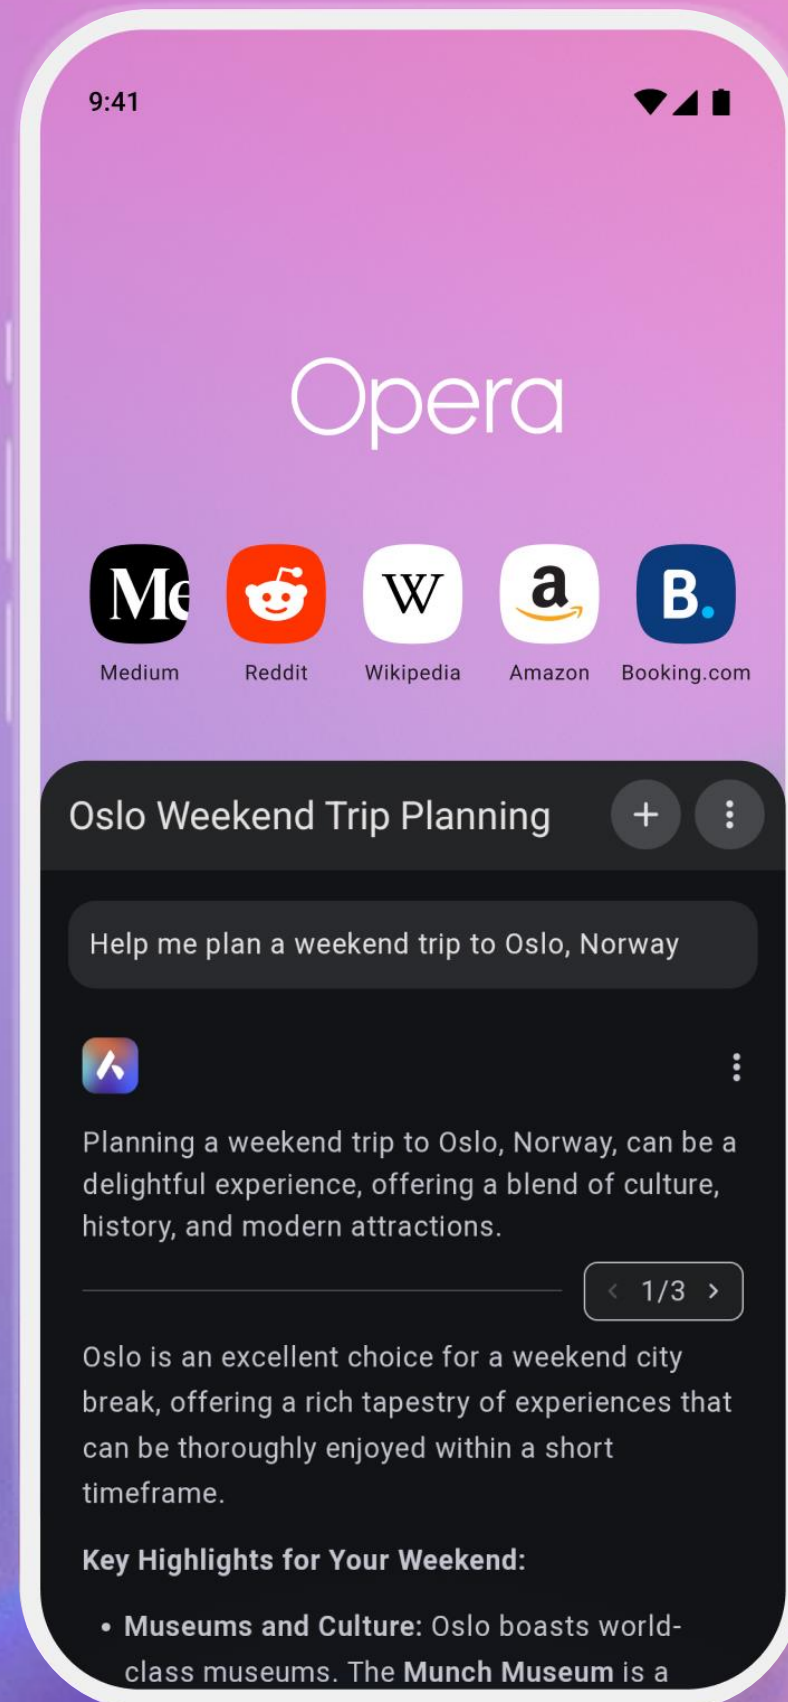 9:41
Opera
Me
W
a
B.
Medium
Reddit
Wikipedia
Amazon
Booking.com
Oslo Weekend Trip Planning
Help me plan a weekend trip to Oslo, Norway
Planning a weekend trip to Oslo, Norway, can be a
delightful experience, offering a blend of culture,
history, and modern attractions.
1/3
Oslo is an excellent choice for a weekend city
break, offering a rich tapestry of experiences that
can be thoroughly enjoyed within a short
timeframe.
Key Highlights for Your Weekend:
• Museums and Culture: Oslo boasts world-
class museums. The Munch Museum is a